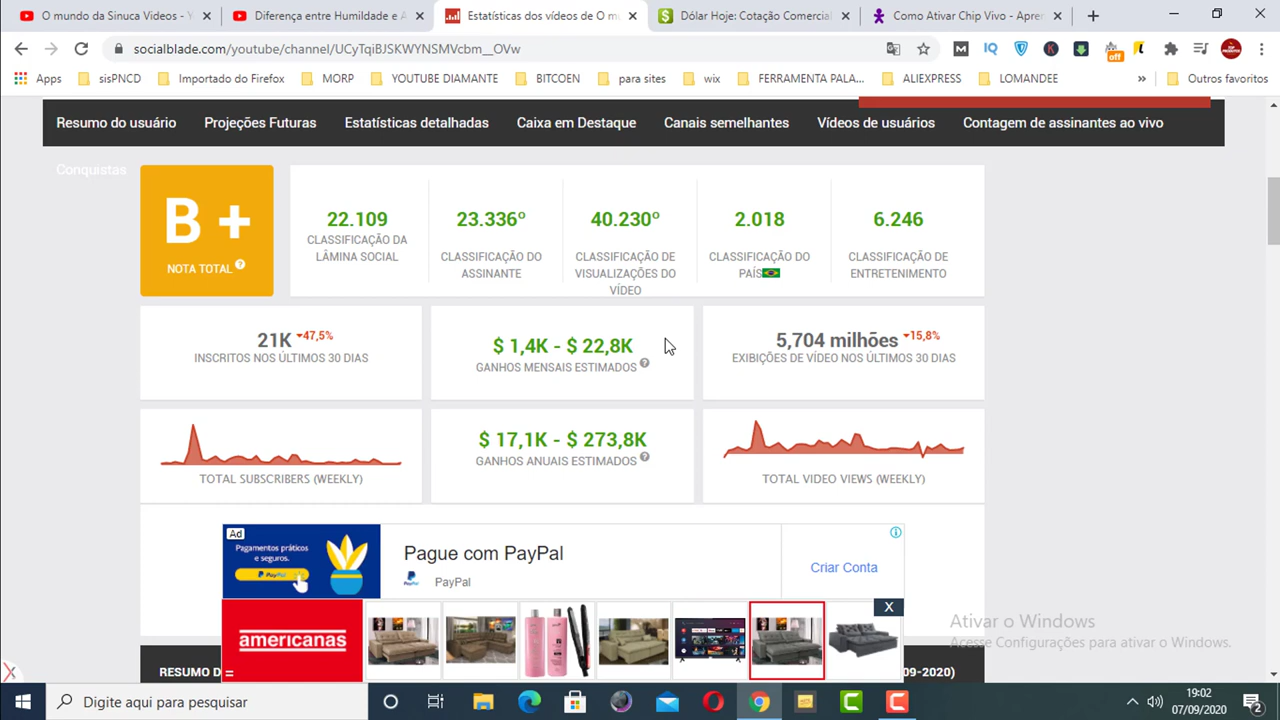 O mundo da Sinuca Videos - Y
Diferença entre Humildade e A
Estatísticas dos vídeos de O m
Dólar Hoje: Cotação Comercial
Como Ativar Chip Vivo - Apren
socialblade.com/youtube/channel/UCyTqiBJSKWYNSMVcbm__OVw
off
Apps
sisPNCD
Importado do Firefox
MORP
YOUTUBE DIAMANTE
BITCOEN
para sites
wix
FERRAMENTA PALA...
ALIEXPRESS
LOMANDEE
»
Outros favoritos
Resumo do usuário
Projeções Futuras
Estatísticas detalhadas
Caixa em Destaque
Canais semelhantes
Vídeos de usuários
Contagem de assinantes ao vivo
Conquistas
B +
NOTA TOTAL
22.109
CLASSIFICAÇÃO DA
LÂMINA SOCIAL
23.336º
CLASSIFICAÇÃO DO
ASSINANTE
40.230º
CLASSIFICAÇÃO DE
VISUALIZAÇÕES DO
VÍDEO
2.018
CLASSIFICAÇÃO DO
PAÍS
6.246
CLASSIFICAÇÃO DE
ENTRETENIMENTO
21K -47,5%
INSCRITOS NOS ÚLTIMOS 30 DIAS
$ 1,4K - $ 22,8K
GANHOS MENSAIS ESTIMADOS
5,704 milhões 15,8%
EXIBIÇÕES DE VÍDEO NOS ÚLTIMOS 30 DIAS
TOTAL SUBSCRIBERS (WEEKLY)
$ 17,1K - $ 273,8K
GANHOS ANUAIS ESTIMADOS
TOTAL VIDEO VIEWS (WEEKLY)
Ad
Pagamentos práticos
e seguros.
PayPal
Pague com PayPal
PayPal
Criar Conta
X
americanas
Ativar o Windows
Acesse Configurações para ativar o Windows.
RESUMO D
09-2020)
Digite aqui para pesquisar
19:02
07/09/2020
2